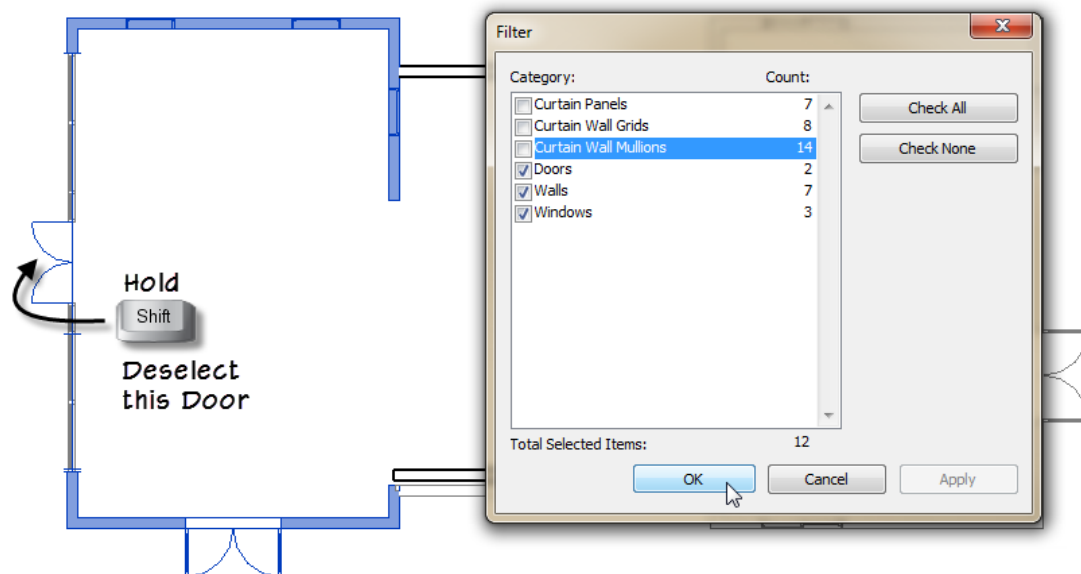 Hold
Shift
Deselect
this Door
Filter
Category: Count:
Curtain Panels 7
Curtain Wall Grids 8
Curtain Wall Mullions 14
Doors 2
Walls 7
Windows 3
Total Selected Items: 12
Check All
Check None
OK Cancel Apply